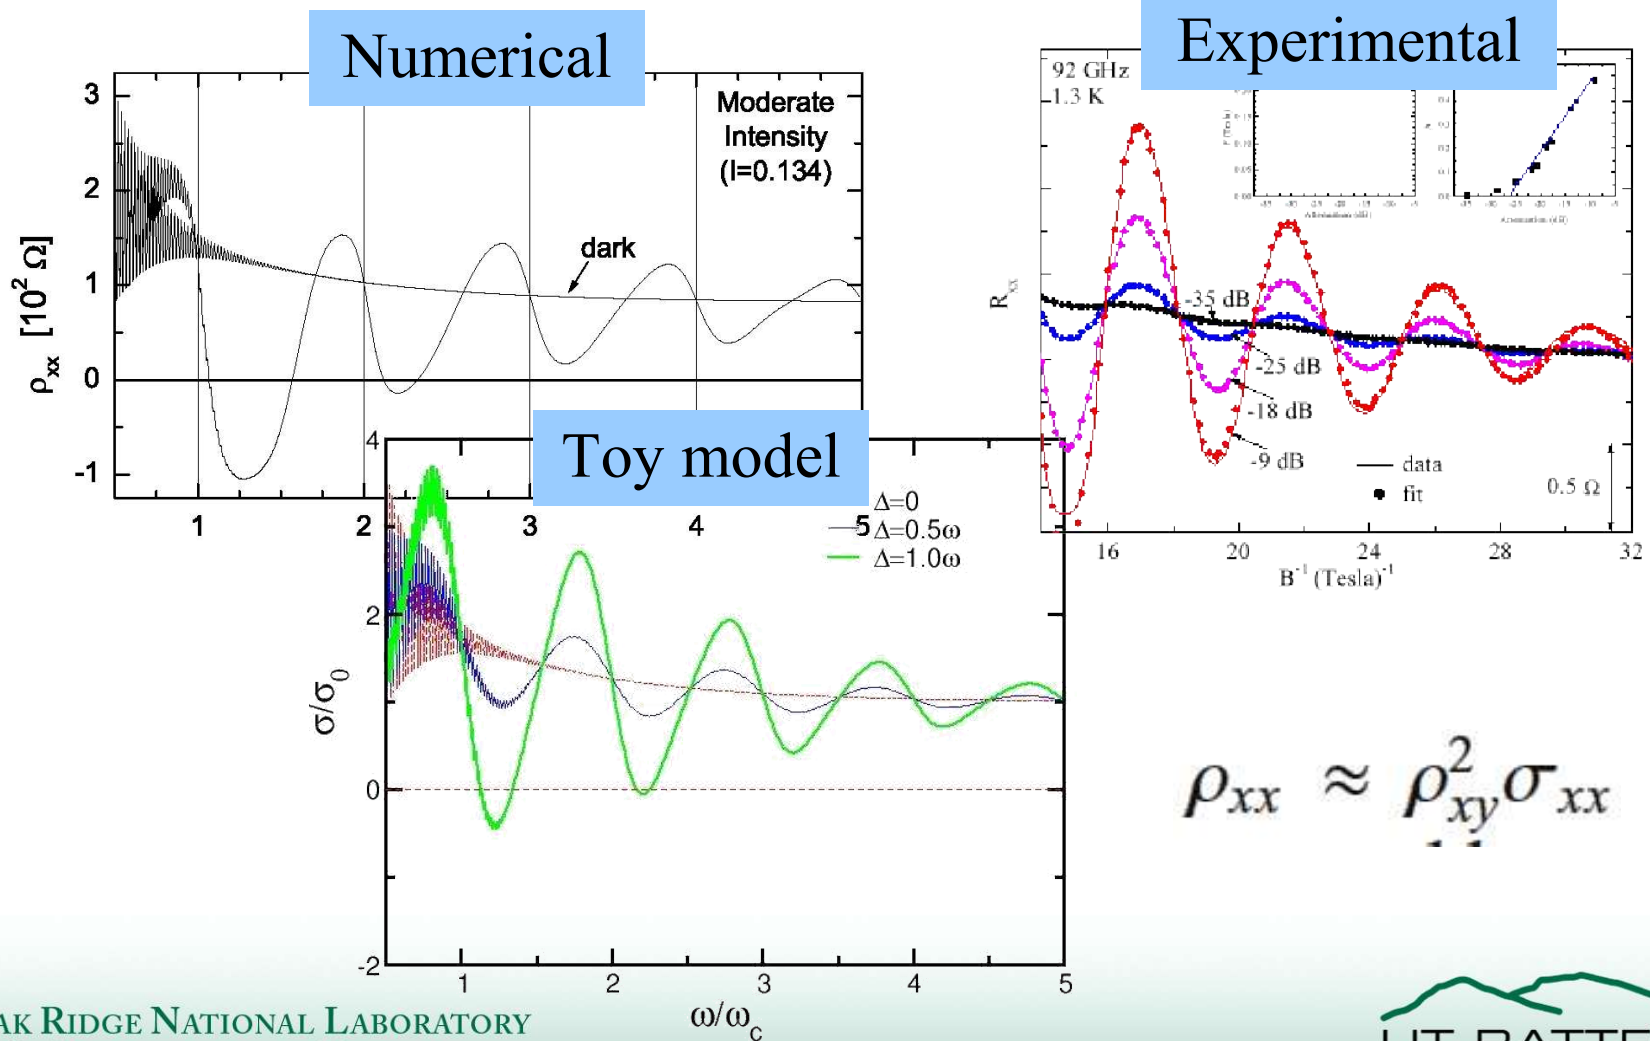 Numerical
3
2
1
0
-1
ρxx [10² Ω]
Moderate
Intensity
(I=0.134)
dark
1
2
3
4
5
Experimental
92 GHz
1.3 K
Rxx
-35 dB
-25 dB
-18 dB
-9 dB
data
fit
0.5 Ω
16
20
24
28
32
B⁻¹ (Tesla)⁻¹
Toy model
Δ=0
Δ=0.5ω
Δ=1.0ω
4
2
0
-2
σ/σ₀
1
2
3
4
5
ω/ωc
ρxx ≈ ρ²xyσxx
AK RIDGE NATIONAL LABORATORY